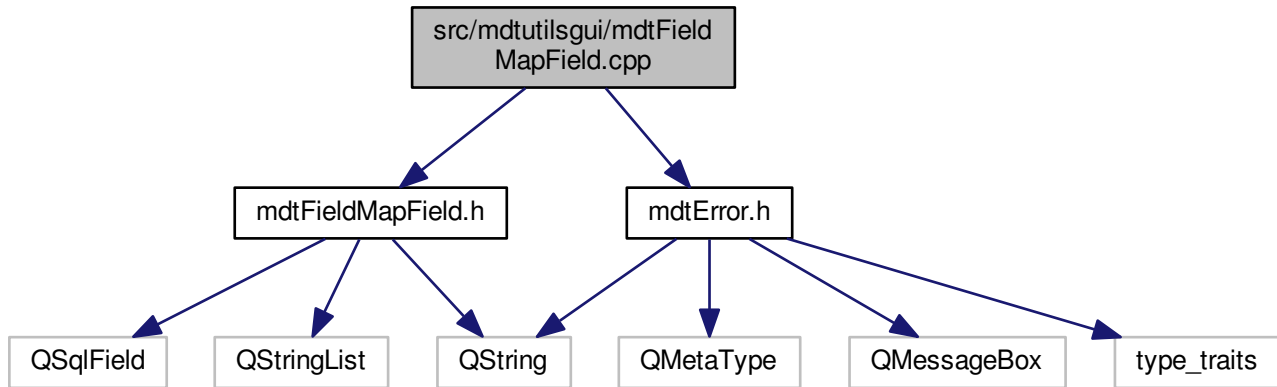 src/mdtutilsgui/mdtField
MapField.cpp
mdtFieldMapField.h
mdtError.h
QSqlField
QStringList
QString
QMetaType
QMessageBox
type_traits